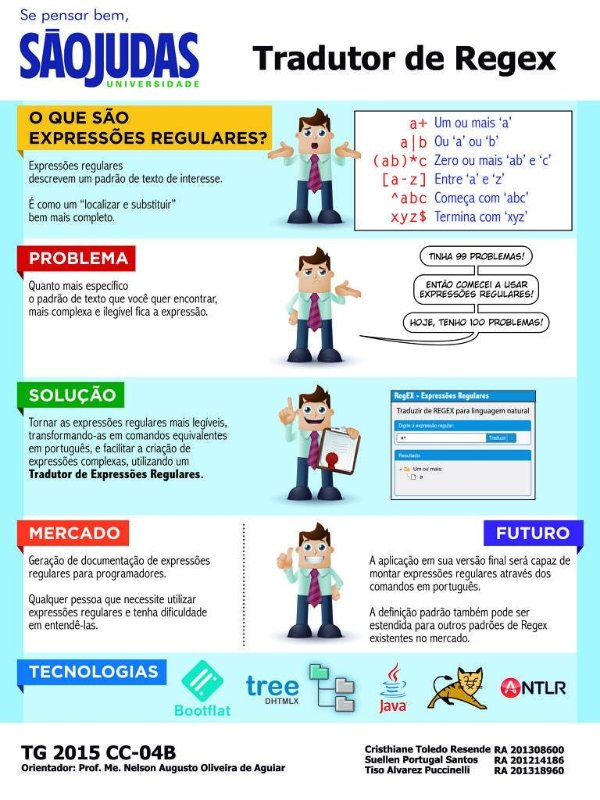 Se pensar bem,
SÃOJUDAS
UNIVERSIDADE
Tradutor de Regex
O QUE SÃO
EXPRESSÕES REGULARES?
Expressões regulares
descrevem um padrão de texto de interesse.
É como um “localizar e substituir”
bem mais completo.
a+ Um ou mais ‘a’
a|b Ou ‘a’ ou ‘b’
(ab)*c Zero ou mais ‘ab’ e ‘c’
[a-z] Entre ‘a’ e ‘z’
^abc Começa com ‘abc’
xyz$ Termina com ‘xyz’
PROBLEMA
Quanto mais específico
o padrão de texto que você quer encontrar,
mais complexa e ilegível fica a expressão.
TINHA 99 PROBLEMAS!
ENTÃO COMECEI A USAR
EXPRESSÕES REGULARES!
HOJE, TENHO 100 PROBLEMAS!
SOLUÇÃO
Tornar as expressões regulares mais legíveis,
transformando-as em comandos equivalentes
em português, e facilitar a criação de
expressões complexas, utilizando um
Tradutor de Expressões Regulares.
RegEX - Expressões Regulares
Traduzir de REGEX para linguagem natural
Digite a expressão regular:
a+
Traduzir
Resultado
Um ou mais:
a
MERCADO
Geração de documentação de expressões
regulares para programadores.
Qualquer pessoa que necessite utilizar
expressões regulares e tenha dificuldade
em entendê-las.
FUTURO
A aplicação em sua versão final será capaz de
montar expressões regulares através dos
comandos em português.
A definição padrão também pode ser
estendida para outros padrões de Regex
existentes no mercado.
TECNOLOGIAS
Bootflat
tree
DHTMLX
Java
ANTLR
TG 2015 CC-04B
Orientador: Prof. Me. Nelson Augusto Oliveira de Aguiar
Cristhiane Toledo Resende RA 201308600
Suellen Portugal Santos RA 201214186
Tiso Alvarez Puccinelli RA 201318960